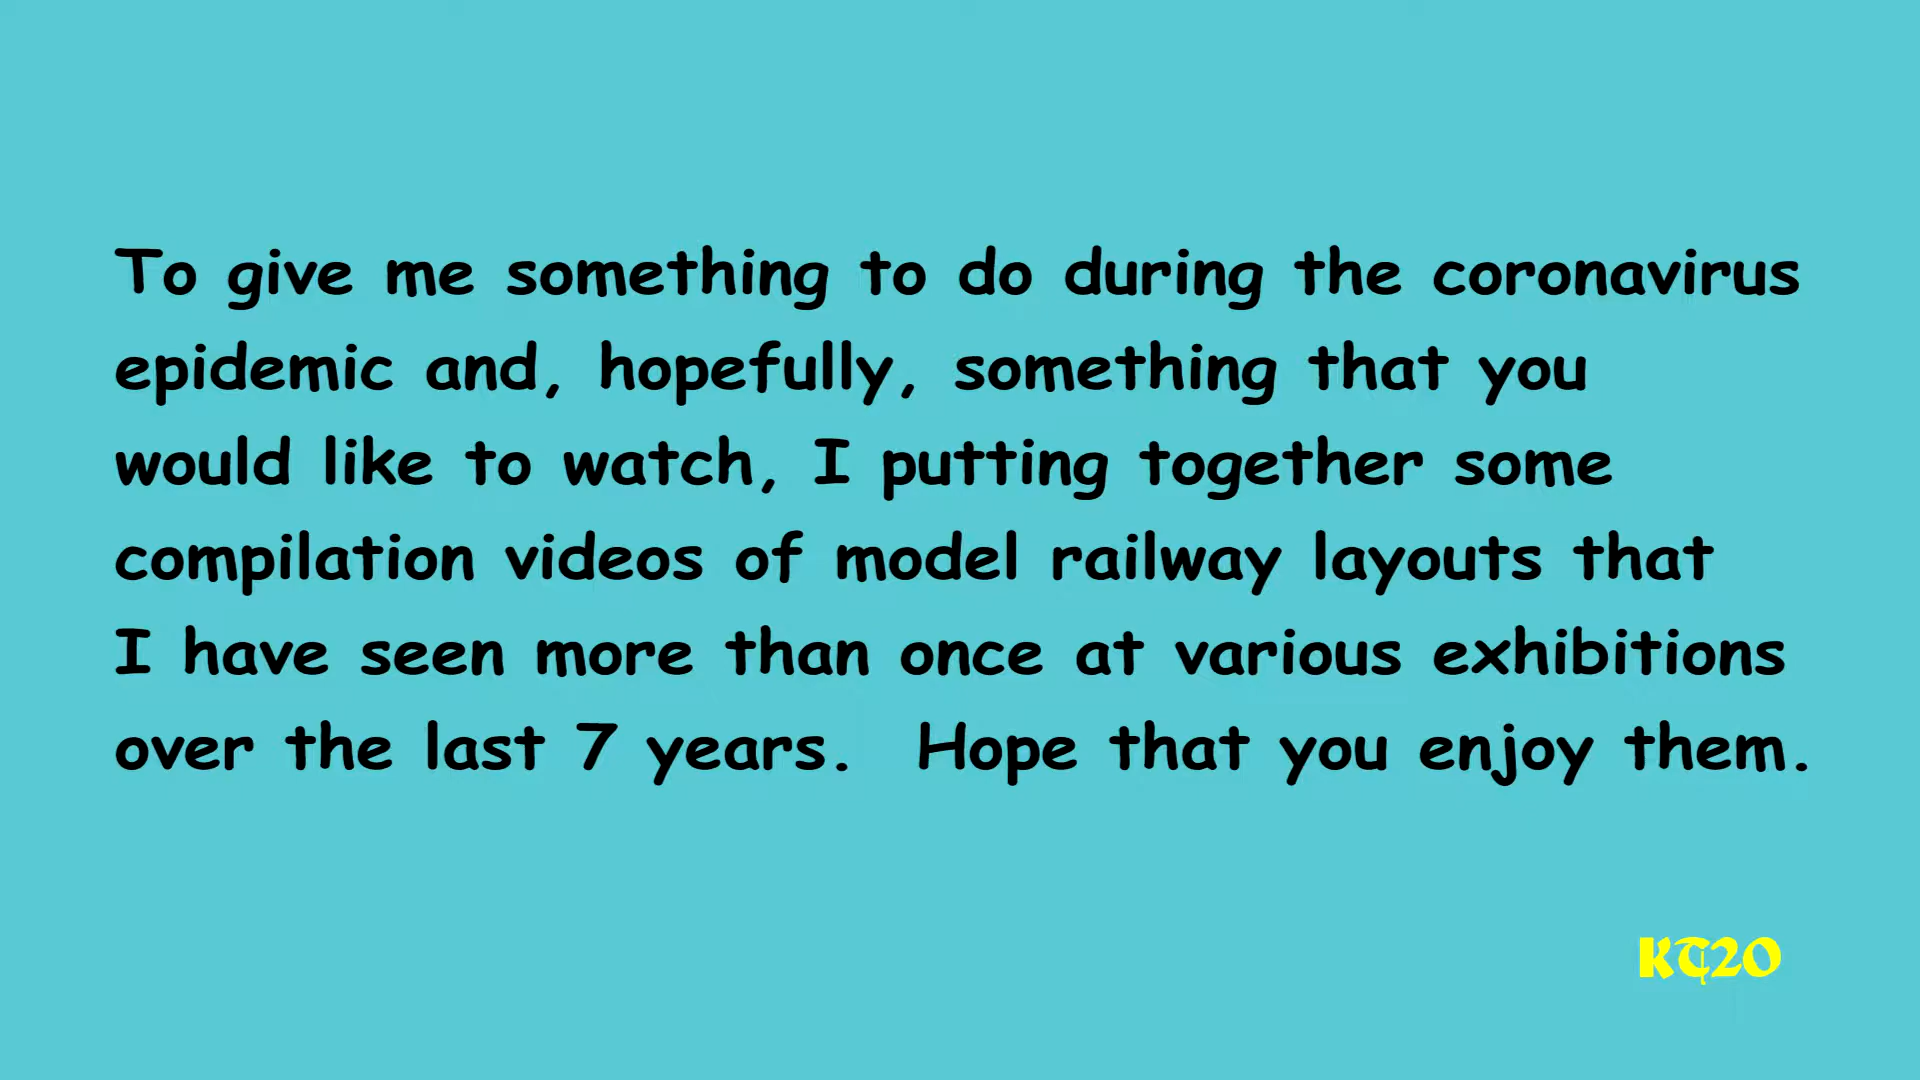 To give me something to do during the coronavirus
epidemic and, hopefully, something that you
would like to watch, I putting together some
compilation videos of model railway layouts that
I have seen more than once at various exhibitions
over the last 7 years.  Hope that you enjoy them.
KT20